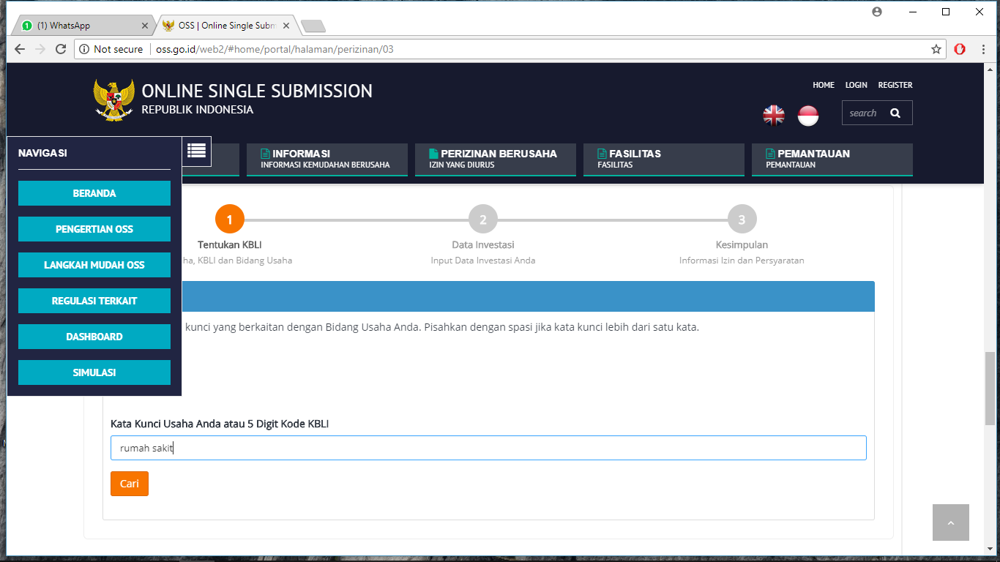 (1) WhatsApp
OSS | Online Single Subm
Not secure
oss.go.id/web2/#home/portal/halaman/perizinan/03
ONLINE SINGLE SUBMISSION
REPUBLIK INDONESIA
HOME LOGIN REGISTER
search
NAVIGASI
BERANDA
PENGERTIAN OSS
LANGKAH MUDAH OSS
REGULASI TERKAIT
DASHBOARD
SIMULASI
INFORMASI
INFORMASI KEMUDAHAN BERUSAHA
PERIZINAN BERUSAHA
IZIN YANG DIURUS
FASILITAS
FASILITAS
PEMANTAUAN
PEMANTAUAN
1
Tentukan KBLI
ha, KBLI dan Bidang Usaha
2
Data Investasi
Input Data Investasi Anda
3
Kesimpulan
Informasi Izin dan Persyaratan
kunci yang berkaitan dengan Bidang Usaha Anda. Pisahkan dengan spasi jika kata kunci lebih dari satu kata.
Kata Kunci Usaha Anda atau 5 Digit Kode KBLI
rumah sakit
Cari